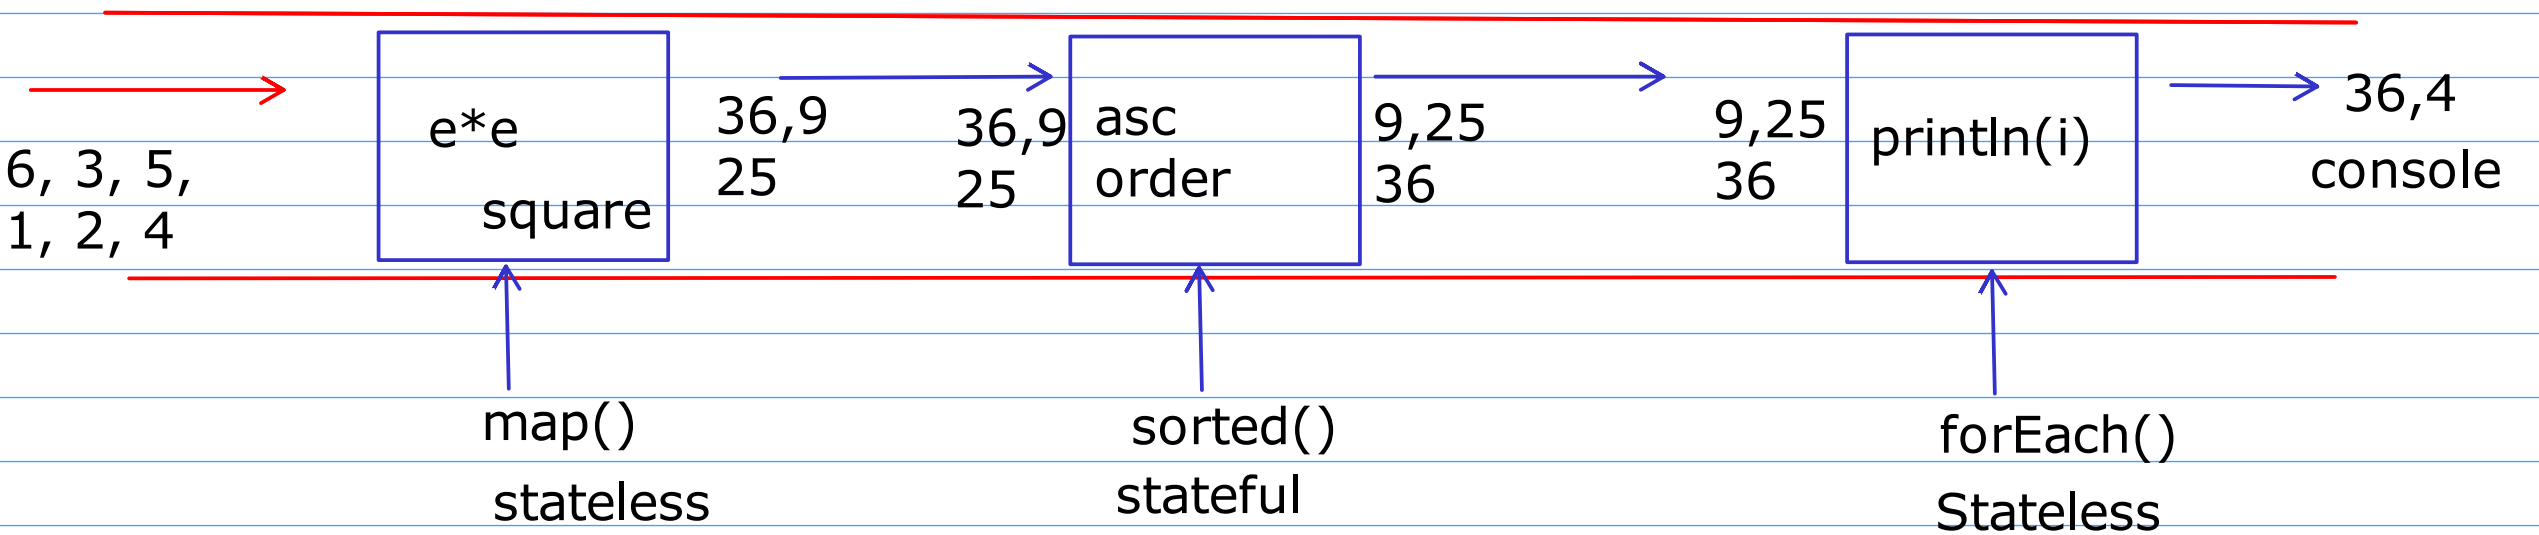 6, 3, 5,
1, 2, 4
e*e
square
36,9
25
36,9
25
asc
order
9,25
36
9,25
36
println(i)
36,4
console
map()
stateless
sorted()
stateful
forEach()
Stateless